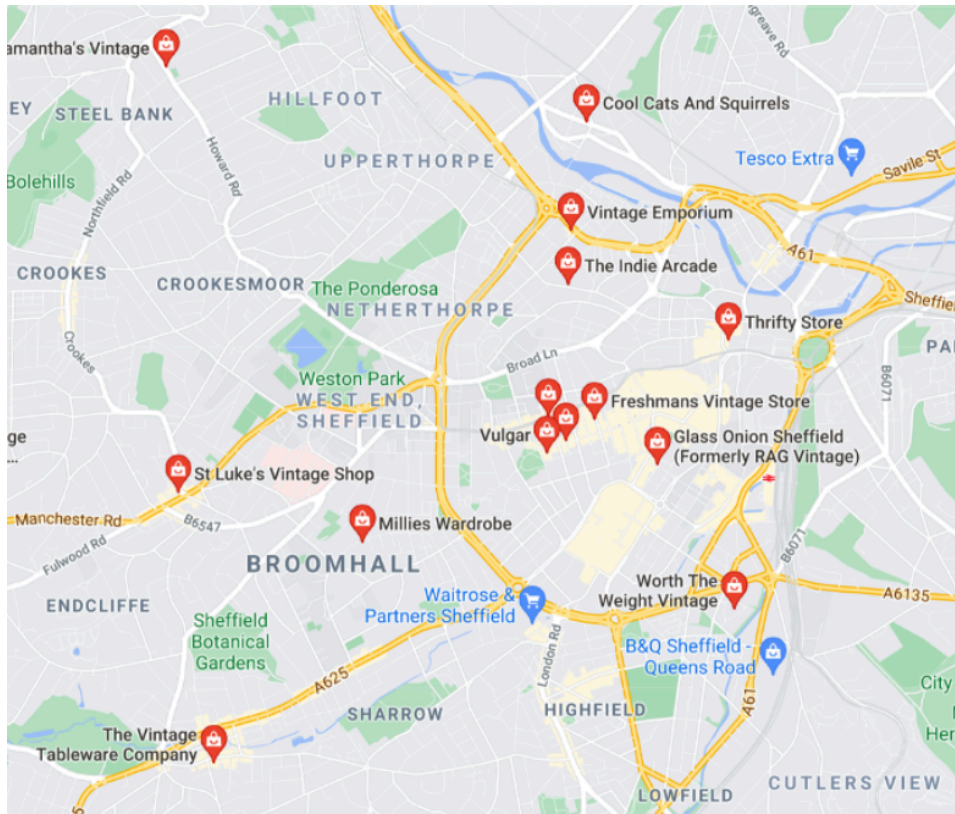 amantha's Vintage
HILLFOOT
EY
STEEL BANK
Cool Cats And Squirrels
UPPERTHORPE
Tesco Extra
Savile St
Howard Rd
Bolehills
Northfield Rd
Vintage Emporium
A61
The Indie Arcade
CROOKES
CROOKESMOOR
The Ponderosa
NETHERTHORPE
Sheffield
Thrifty Store
PA
Crookes
Broad Ln
B6071
Weston Park
WEST END,
SHEFFIELD
Freshmans Vintage Store
Vulgar
Glass Onion Sheffield
(Formerly RAG Vintage)
ge
...
St Luke's Vintage Shop
Manchester Rd
B6547
Millies Wardrobe
Fulwood Rd
B6071
BROOMHALL
Waitrose &
Partners Sheffield
Worth The
Weight Vintage
A6135
ENDCLIFFE
Sheffield
Botanical
Gardens
London Rd
B&Q Sheffield -
Queens Road
A625
A61
City
SHARROW
HIGHFIELD
Her
The Vintage
Tableware Company
CUTLERS VIEW
LOWFIELD